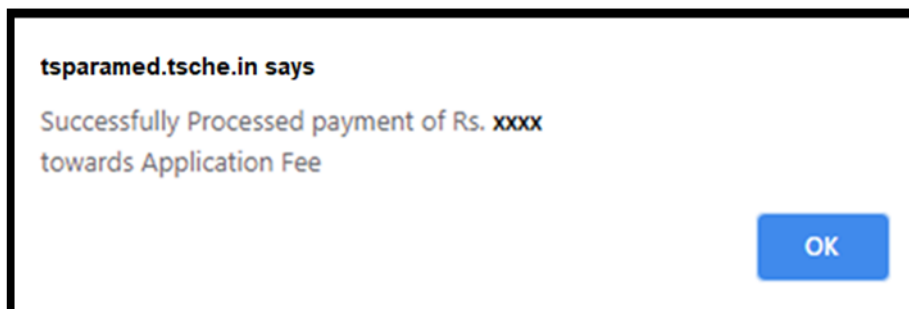 tsparamed.tsche.in says
Successfully Processed payment of Rs. xxxx
towards Application Fee
OK